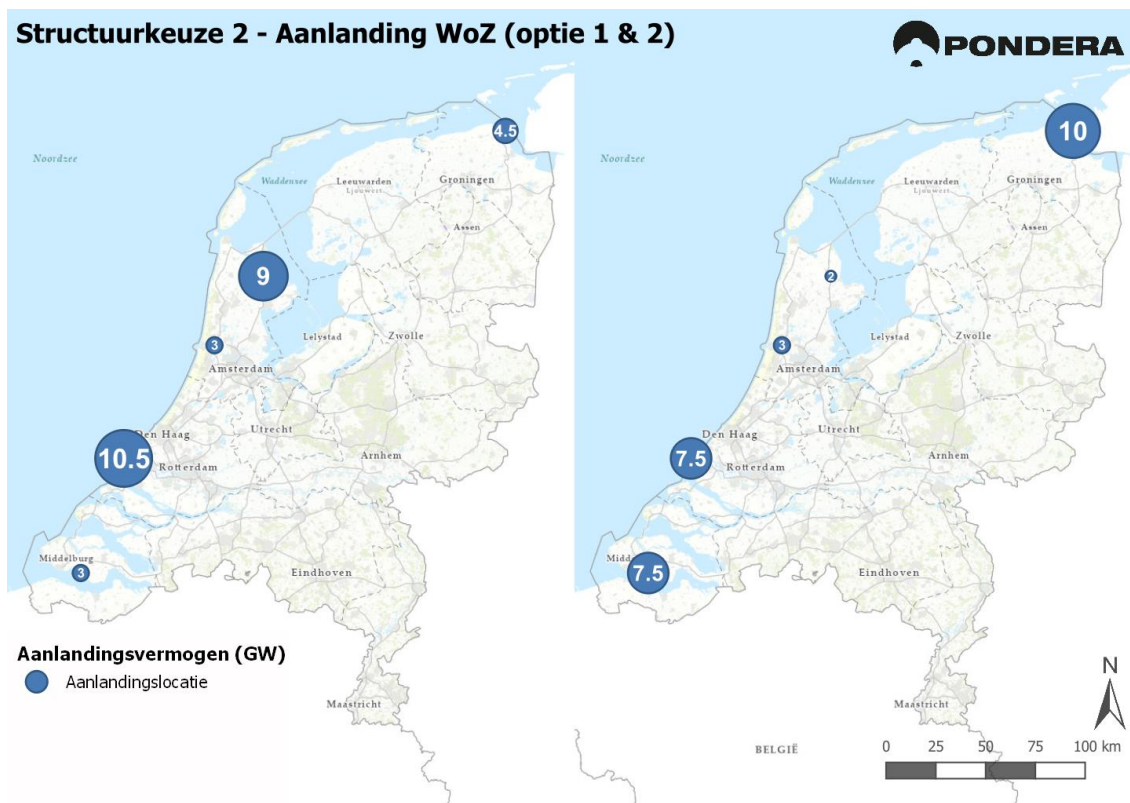 Structuurkeuze 2 - Aanlanding WoZ (optie 1 & 2)
PONDERA
4.5
Noordzee
Waddenzee
Leeuwarden
Ljouwert
Groningen
Assen
9
3
Lelystad
Zwolle
Amsterdam
Den Haag
Utrecht
10.5
Rotterdam
Arnhem
Middelburg
3
Eindhoven
Maastricht
10
Noordzee
Waddenzee
Leeuwarden
Ljouwert
Groningen
Assen
2
3
Lelystad
Zwolle
Amsterdam
Den Haag
Utrecht
7.5
Rotterdam
Arnhem
Midd
7.5
Eindhoven
Maastricht
BELGIË
Aanlandingsvermogen (GW)
Aanlandingslocatie
N
0 25 50 75 100 km